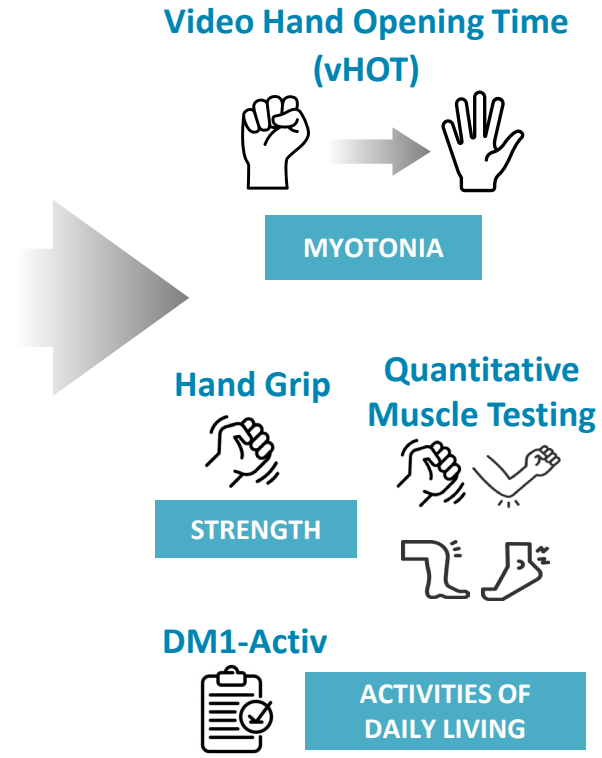 Video Hand Opening Time
(vHOT)
MYOTONIA
Hand Grip
Quantitative
Muscle Testing
STRENGTH
DM1-Activ
ACTIVITIES OF
DAILY LIVING